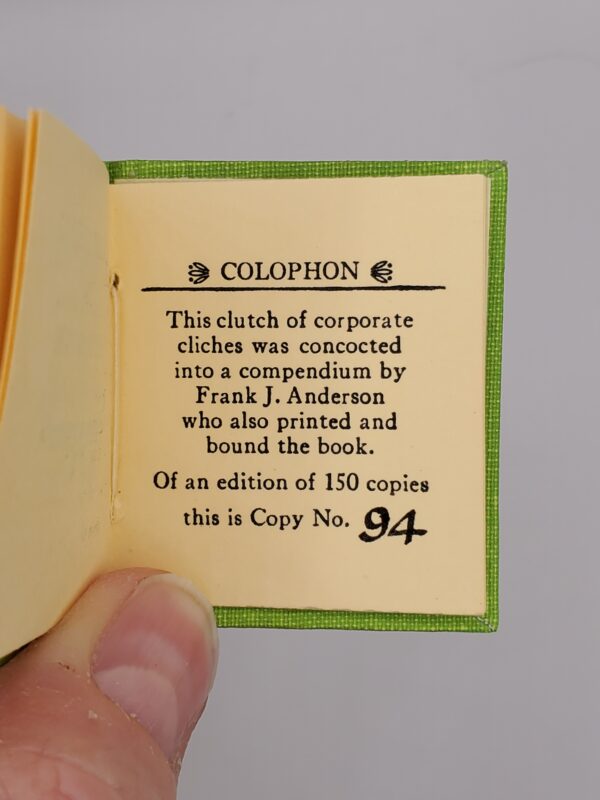 COLOPHON
This clutch of corporate
cliches was concocted
into a compendium by
Frank J. Anderson
who also printed and
bound the book.
Of an edition of 150 copies
this is Copy No. 94